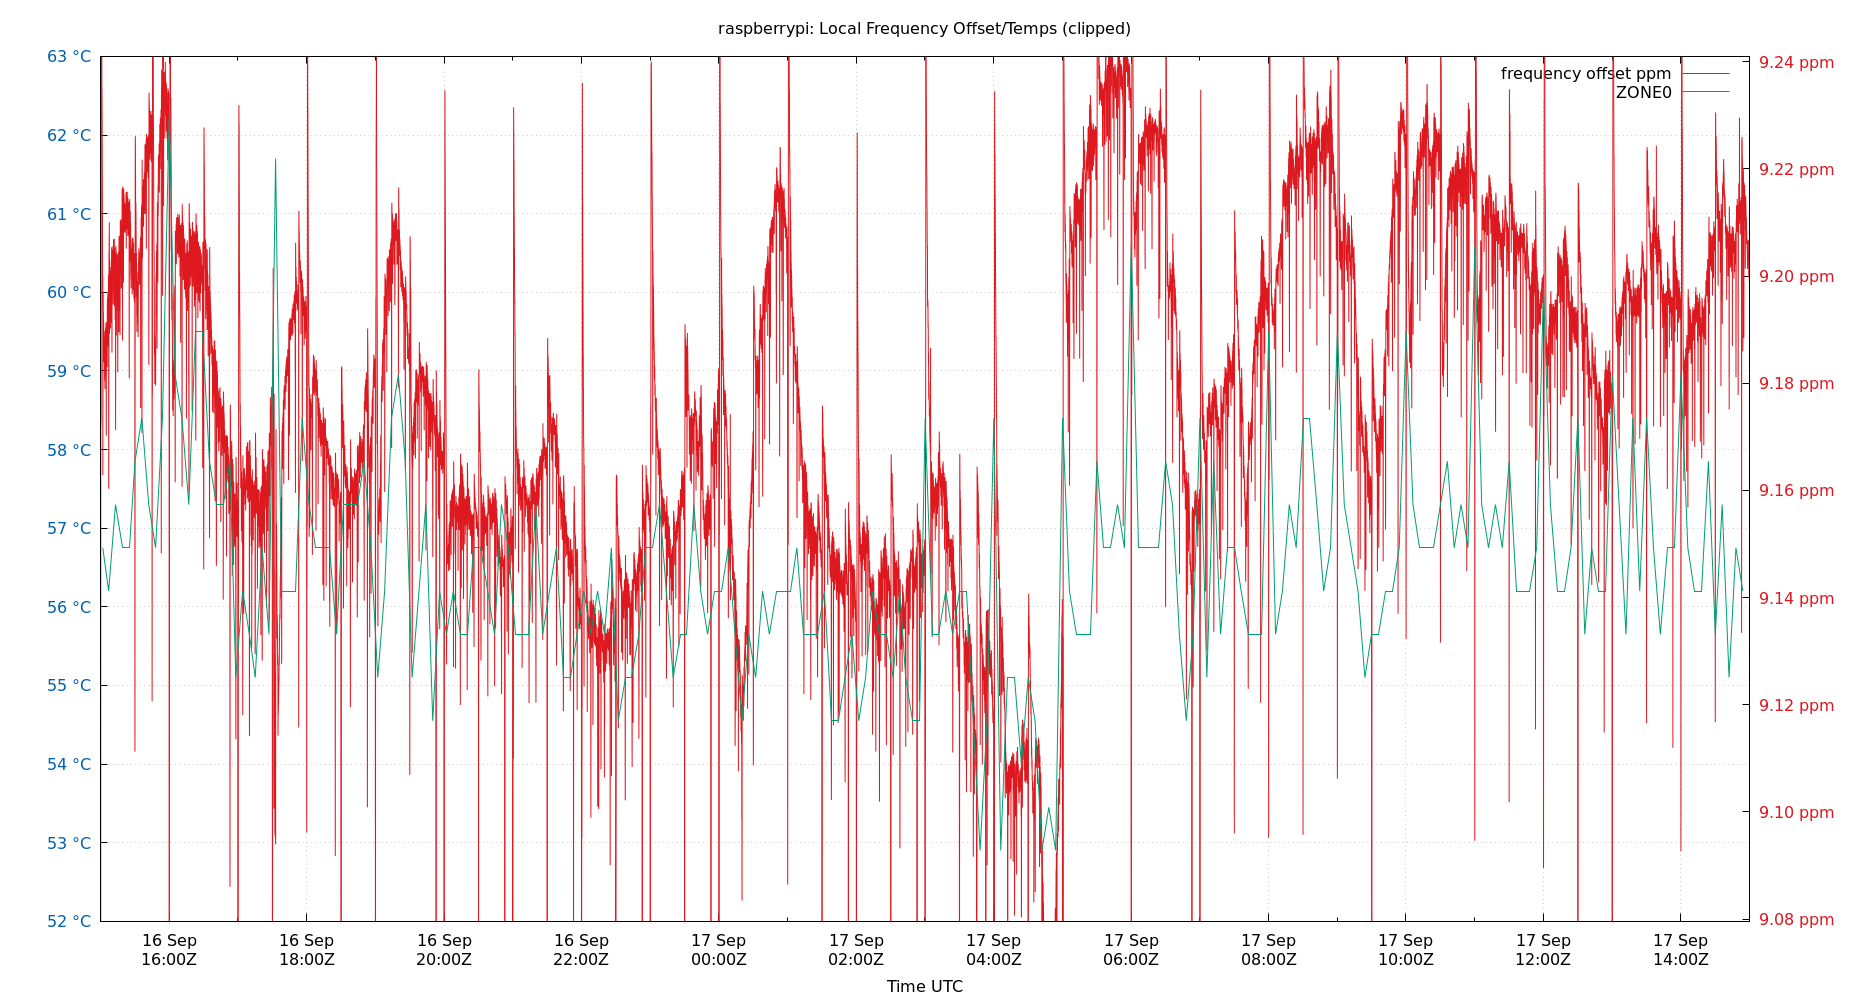 raspberrypi: Local Frequency Offset/Temps (clipped)
63 °C
62 °C
61 °C
60 °C
59 °C
58 °C
57 °C
56 °C
55 °C
54 °C
53 °C
52 °C
frequency offset ppm
ZONE0
9.24 ppm
9.22 ppm
9.20 ppm
9.18 ppm
9.16 ppm
9.14 ppm
9.12 ppm
9.10 ppm
9.08 ppm
16 Sep 16 Sep 16 Sep 16 Sep 17 Sep 17 Sep 17 Sep 17 Sep 17 Sep 17 Sep 17 Sep 17 Sep
16:00Z 18:00Z 20:00Z 22:00Z 00:00Z 02:00Z 04:00Z 06:00Z 08:00Z 10:00Z 12:00Z 14:00Z
Time UTC